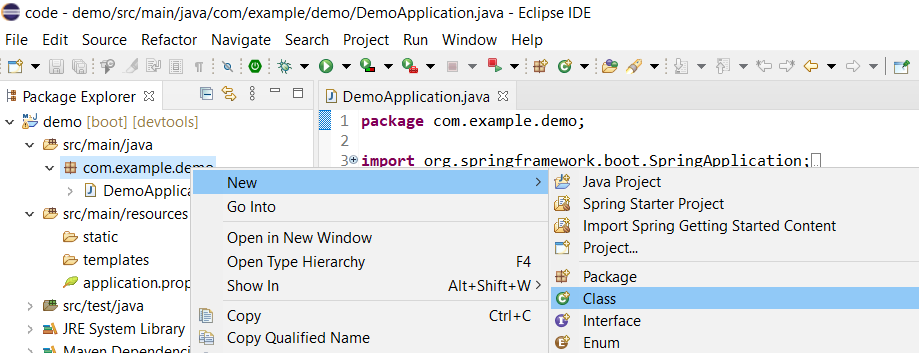 code - demo/src/main/java/com/example/demo/DemoApplication.java - Eclipse IDE
File Edit Source Refactor Navigate Search Project Run Window Help
Package Explorer
DemoApplication.java
demo [boot] [devtools]
1 package com.example.demo;
src/main/java
2
com.example.demo
3 import org.springframework.boot.SpringApplication;
DemoApplica
New
Java Project
Go Into
Spring Starter Project
src/main/resources
Import Spring Getting Started Content
static
Open in New Window
Project...
templates
Open Type Hierarchy F4
Package
application.prop
Show In Alt+Shift+W
Class
src/test/java
Copy Ctrl+C
Interface
JRE System Library
Copy Qualified Name
Enum
Maven Dependenci